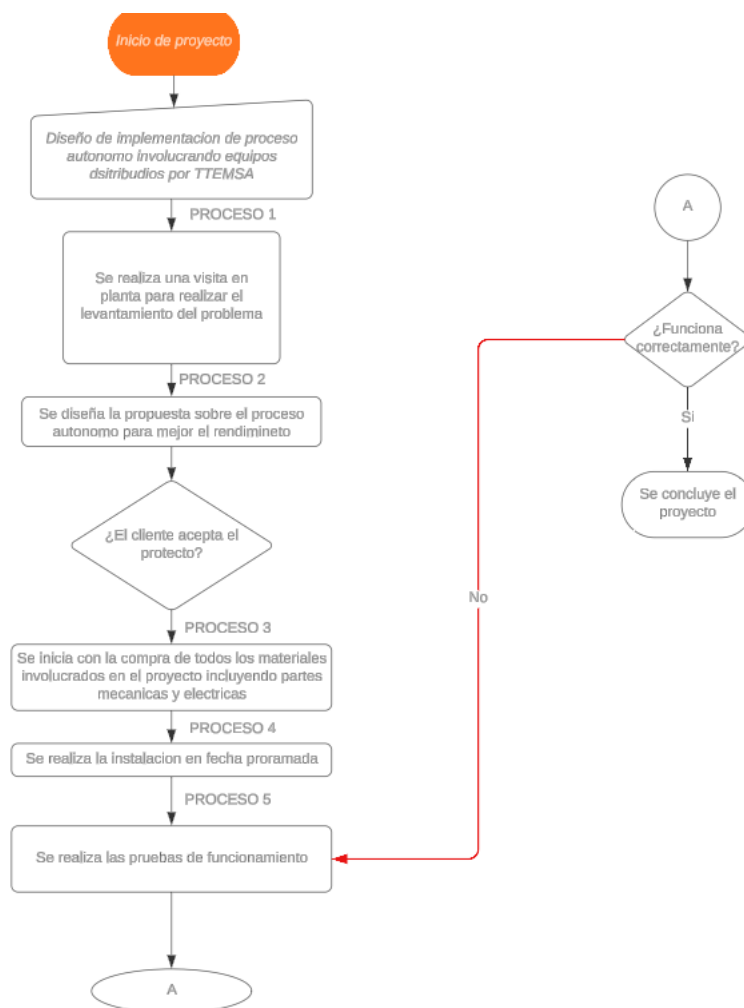 Inicio de proyecto
Diseño de implementacion de proceso
autonomo involucrando equipos
dsitribudios por TTEMSA
PROCESO 1
Se realiza una visita en
planta para realizar el
levantamiento del problema
PROCESO 2
Se diseña la propuesta sobre el proceso
autonomo para mejor el rendimineto
¿El cliente acepta el
protecto?
PROCESO 3
Se inicia con la compra de todos los materiales
involucrados en el proyecto incluyendo partes
mecanicas y electricas
PROCESO 4
Se realiza la instalacion en fecha proramada
PROCESO 5
Se realiza las pruebas de funcionamiento
A
A
¿Funciona
correctamente?
Si
Se concluye el
proyecto
No